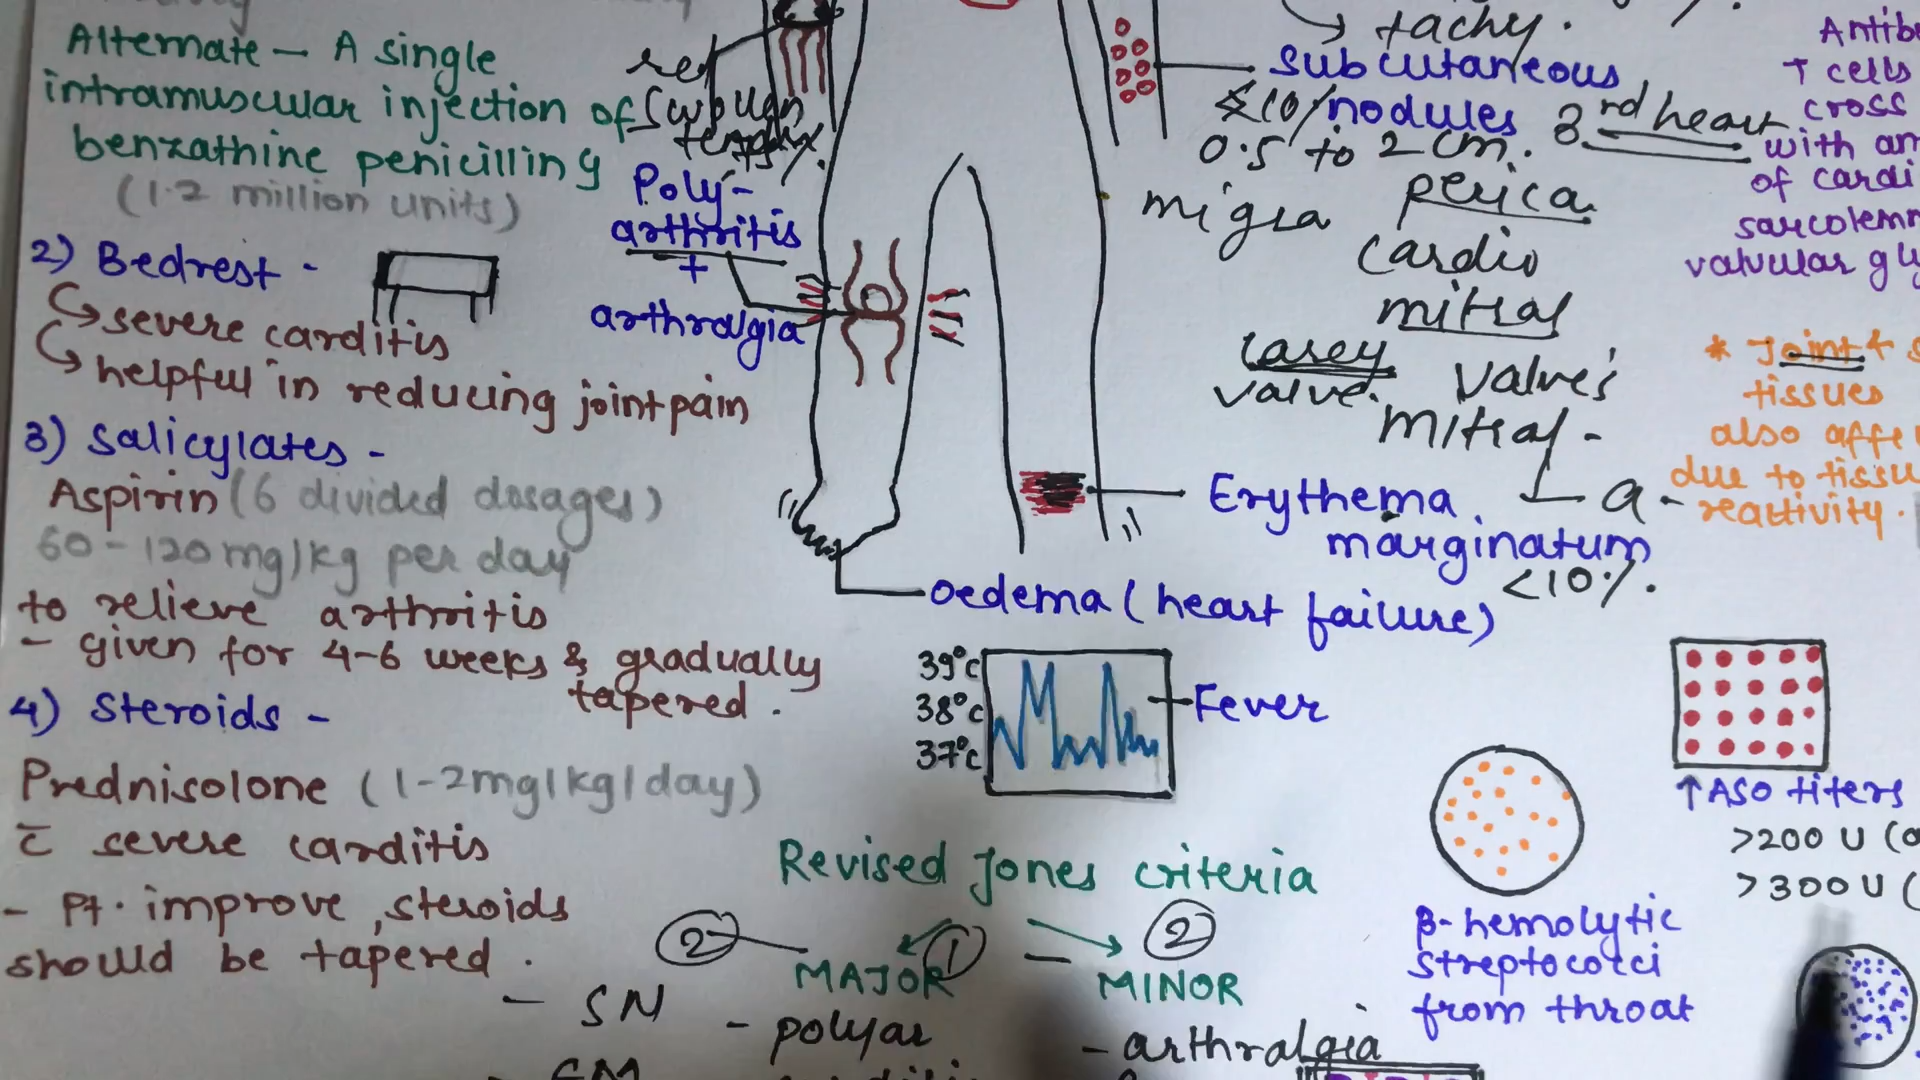 Alternate - A single
intramuscular injection of
benzathine penicillin g
(1.2 million units)
2) Bedrest -
severe carditis
helpful in reducing joint pain
3) Salicylates -
Aspirin (6 divided dosages)
60-120mg/kg per day
to relieve arthritis
- given for 4-6 weeks & gradually
tapered.
4) Steroids -
Prednisolone (1-2mg/kg/day)
c̄ severe carditis
- Pt. improve, steroids
should be tapered.
Poly-
arthritis
+
arthralgia
tachy.
Subcutaneous
nodules
0.5 to 2 cm.
3rd heart
migra
perica
cardio
mitral
carey
valve.
Valve's
Mitral -
a -
Erythema
marginatum
<10%.
Oedema (heart failure)
39°c
38°c
37°c
Fever
Revised Jones criteria
2
1
2
MAJOR
MINOR
- SN
- polyar
- arthralgia
T cells
cross
with an
of cardi
sarcolemm
valvular gly
* Joint & s
tissues
also affe
due to tissu
reactivity.
↑ASO titers
>200 U (
>300 U (
β-hemolytic
streptococci
from throat